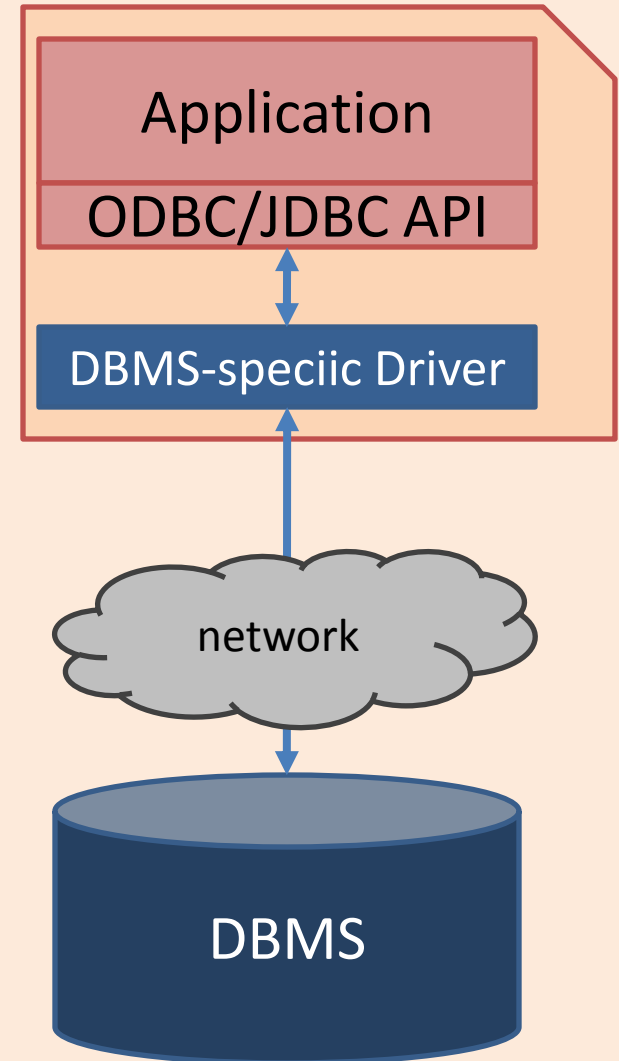 Application
ODBC/JDBC API
DBMS-speciic Driver
network
DBMS